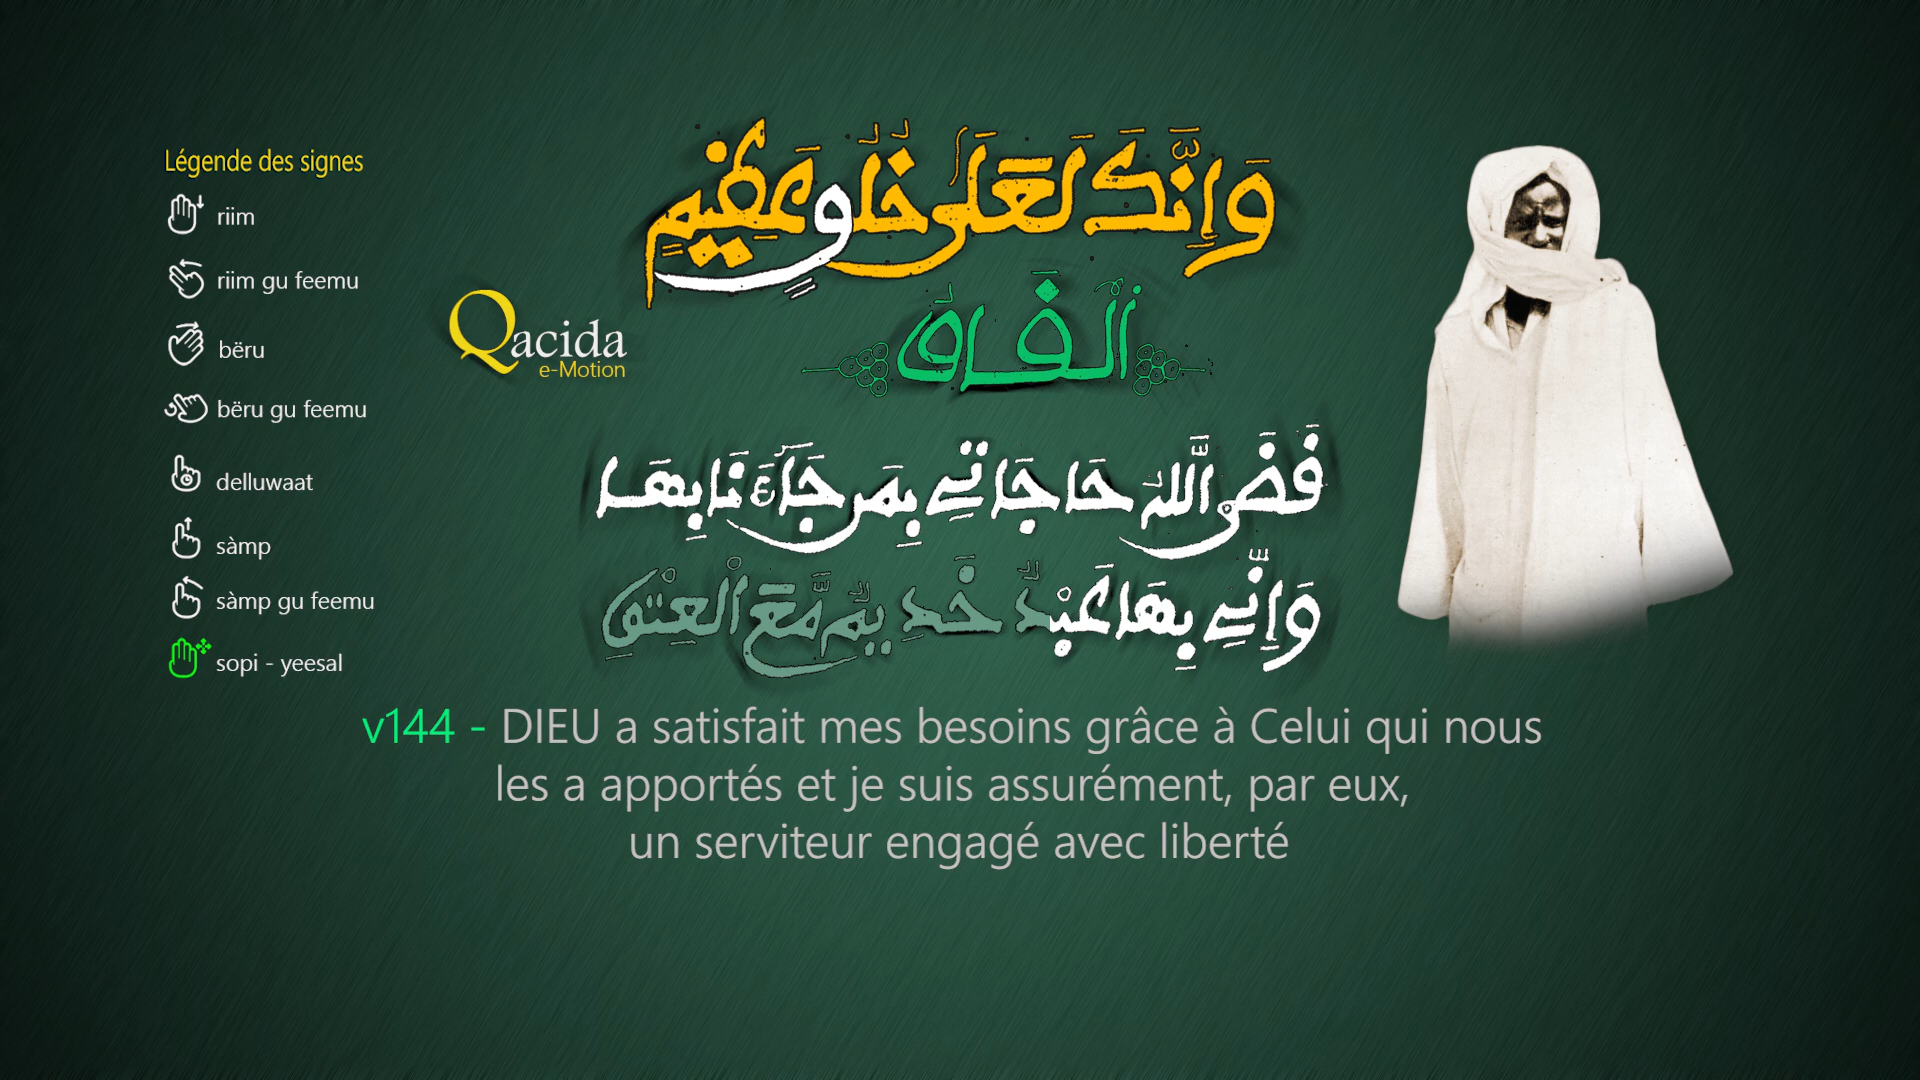 وَإِنَّكَ لَعَلَىٰ خُلُقٍ عَظِيمٍ
Légende des signes
riim
riim gu feemu
bëru
bëru gu feemu
delluwaat
sàmp
sàmp gu feemu
sopi - yeesal
Qacida
e-Motion
اَلْقَافُ
قَضَى اللَّهُ حَاجَاتِي بِمَن جَاءَنَا بِهَا
وَإِنِّي بِهَا عَبْدٌ خَدِيمٌ مَّعَ الْعِتْقِ
v144 - DIEU a satisfait mes besoins grâce à Celui qui nous
les a apportés et je suis assurément, par eux,
un serviteur engagé avec liberté